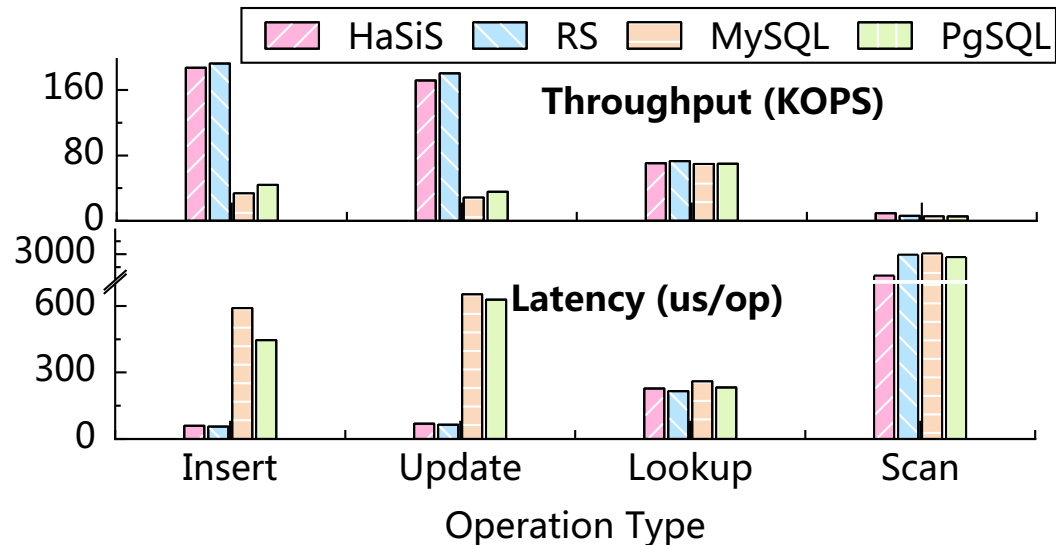 HaSiS RS MySQL PgSQL
Throughput (KOPS)
160
80
0
Latency (us/op)
3000
600
300
0
Insert Update Lookup Scan
Operation Type